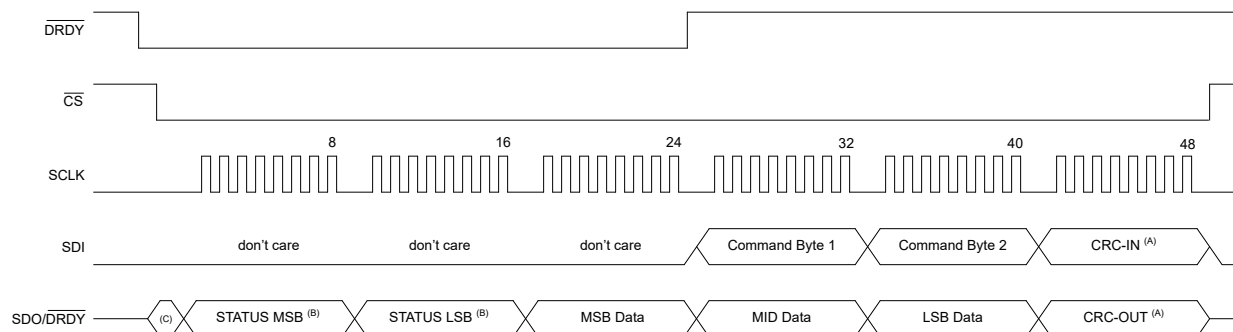 DRDY
CS
8 16 24 32 40 48
SCLK
SDI don't care don't care don't care Command Byte 1 Command Byte 2 CRC-IN (A)
SDO/DRDY (C) STATUS MSB (B) STATUS LSB (B) MSB Data MID Data LSB Data CRC-OUT (A)